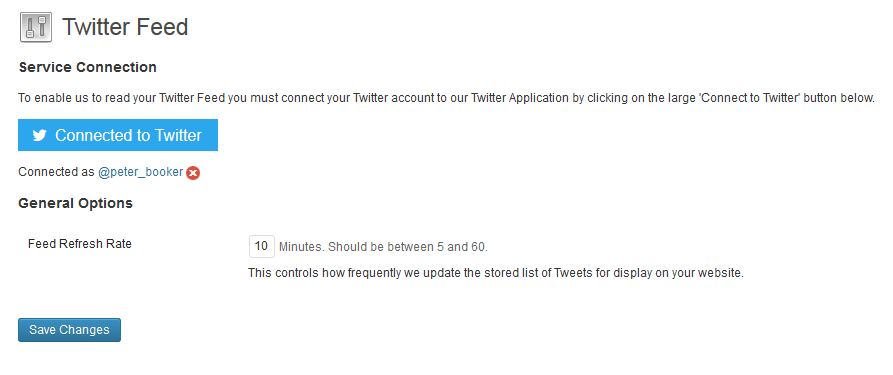 Twitter Feed
Service Connection
To enable us to read your Twitter Feed you must connect your Twitter account to our Twitter Application by clicking on the large 'Connect to Twitter' button below.
Connected to Twitter
Connected as @peter_booker
General Options
Feed Refresh Rate 10 Minutes. Should be between 5 and 60.
This controls how frequently we update the stored list of Tweets for display on your website.
Save Changes